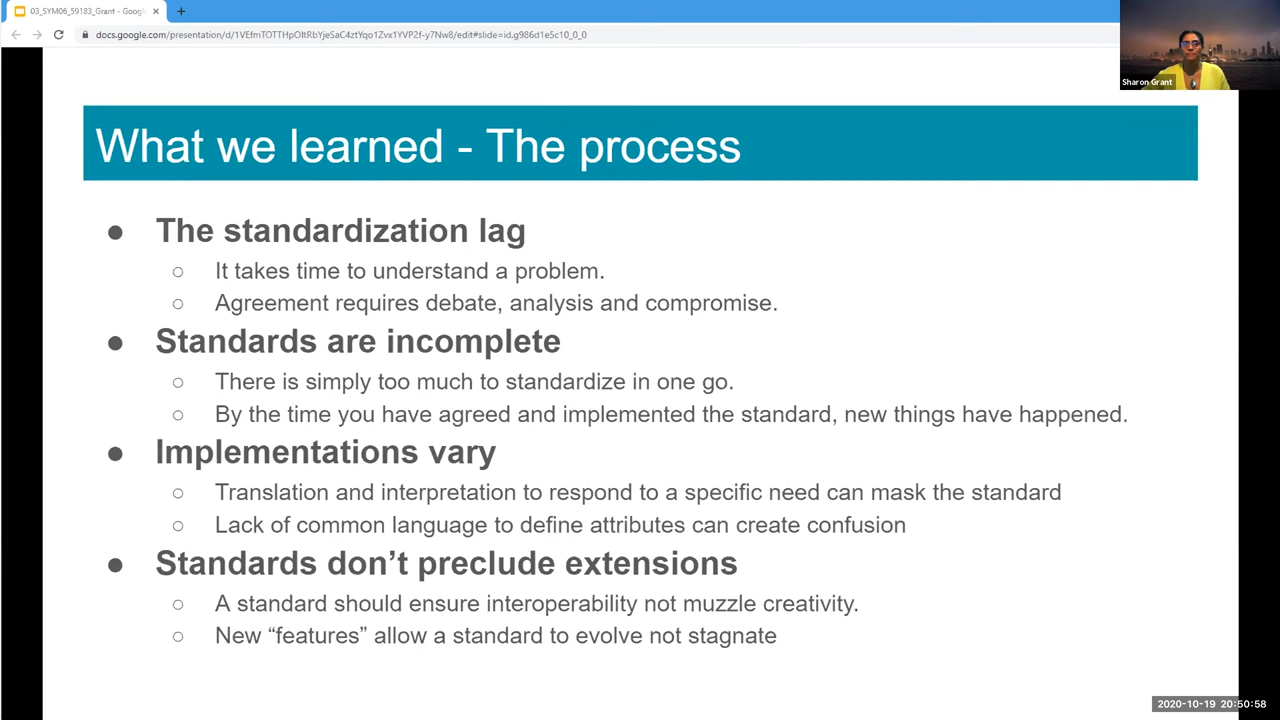 03_SYM06_59183_Grant - Googl
docs.google.com/presentation/d/1VEfmTOTTHpOltRbYjeSaC4ztYqo1Zvx1YVP2f-y7Nw8/edit#slide=id.g986d1e5c10_0_0
Sharon Grant
What we learned - The process
● The standardization lag
○ It takes time to understand a problem.
○ Agreement requires debate, analysis and compromise.
● Standards are incomplete
○ There is simply too much to standardize in one go.
○ By the time you have agreed and implemented the standard, new things have happened.
● Implementations vary
○ Translation and interpretation to respond to a specific need can mask the standard
○ Lack of common language to define attributes can create confusion
● Standards don’t preclude extensions
○ A standard should ensure interoperability not muzzle creativity.
○ New “features” allow a standard to evolve not stagnate
2020-10-19 20:50:58